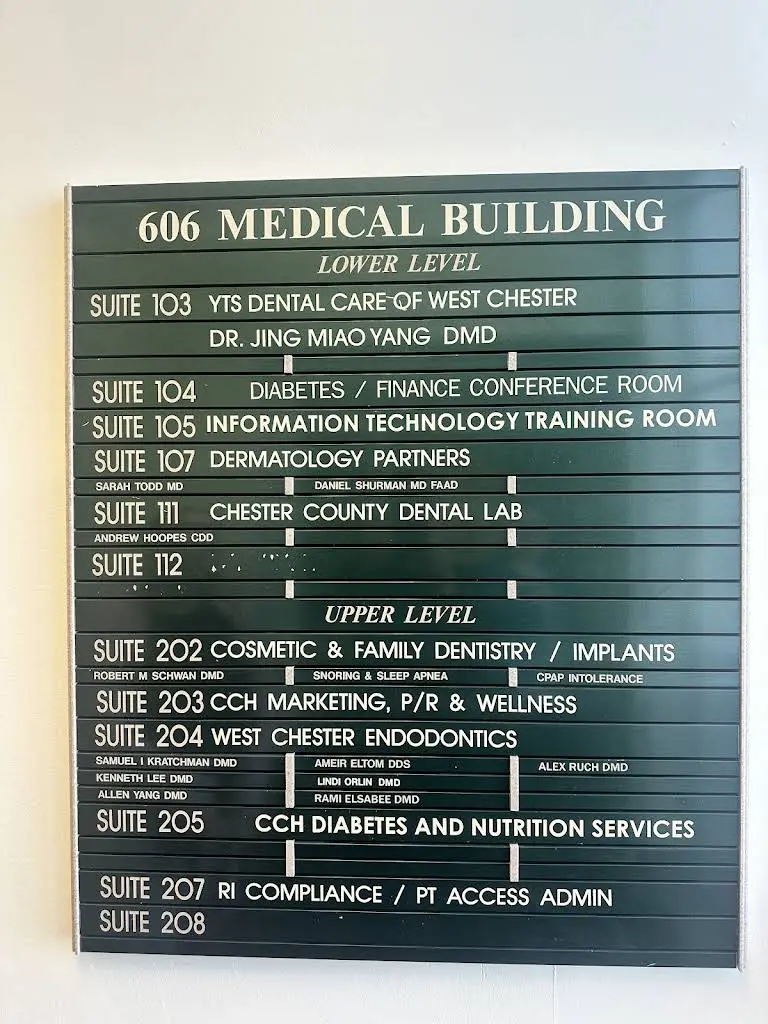 606 MEDICAL BUILDING
LOWER LEVEL
SUITE 103 YTS DENTAL CARE OF WEST CHESTER
DR. JING MIAO YANG DMD
SUITE 104 DIABETES / FINANCE CONFERENCE ROOM
SUITE 105 INFORMATION TECHNOLOGY TRAINING ROOM
SUITE 107 DERMATOLOGY PARTNERS
SARAH TODD MD DANIEL SHURMAN MD FAAD
SUITE 111 CHESTER COUNTY DENTAL LAB
ANDREW HOOPES CDD
SUITE 112
UPPER LEVEL
SUITE 202 COSMETIC & FAMILY DENTISTRY / IMPLANTS
ROBERT M SCHWAN DMD SNORING & SLEEP APNEA CPAP INTOLERANCE
SUITE 203 CCH MARKETING, P/R & WELLNESS
SUITE 204 WEST CHESTER ENDODONTICS
SAMUEL I KRATCHMAN DMD AMEIR ELTOM DDS ALEX RUCH DMD
KENNETH LEE DMD LINDI ORLIN DMD
ALLEN YANG DMD RAMI ELSABEE DMD
SUITE 205 CCH DIABETES AND NUTRITION SERVICES
SUITE 207 RI COMPLIANCE / PT ACCESS ADMIN
SUITE 208